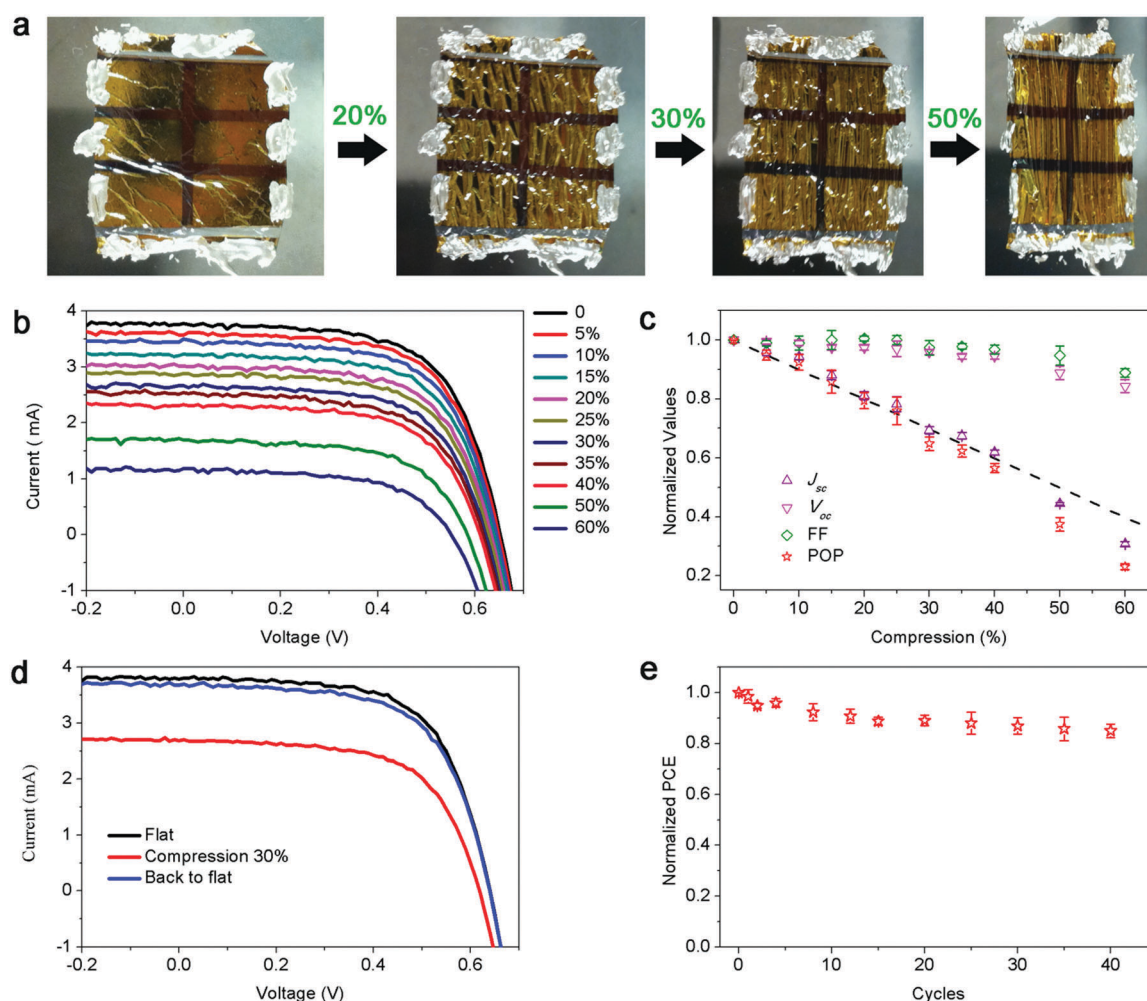 a
20%
30%
50%
b
Current ( mA)
4
3
2
1
0
-1
-0.2
0.0
0.2
0.4
0.6
Voltage (V)
0
5%
10%
15%
20%
25%
30%
35%
40%
50%
60%
c
Normalized Values
1.0
0.8
0.6
0.4
0.2
Jsc
Voc
FF
POP
0
10
20
30
40
50
60
Compression (%)
d
Current (mA)
4
3
2
1
0
-1
Flat
Compression 30%
Back to flat
-0.2
0.0
0.2
0.4
0.6
Voltage (V)
e
Normalized PCE
1.0
0.8
0.6
0.4
0.2
0.0
0
10
20
30
40
Cycles